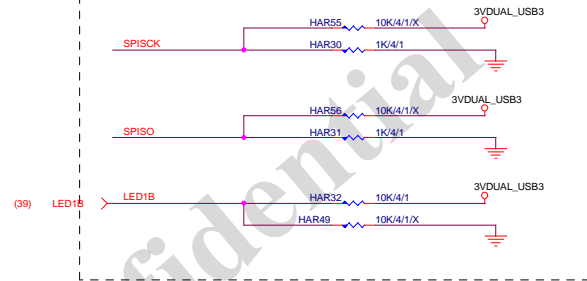 HAR55 10K/4/1/X 3VDUAL_USB3
SPISCK HAR30 1K/4/1
HAR56 10K/4/1/X 3VDUAL_USB3
SPISO HAR31 1K/4/1
(39) LED1B LED1B HAR32 10K/4/1 3VDUAL_USB3
HAR49 10K/4/1/X
fidential